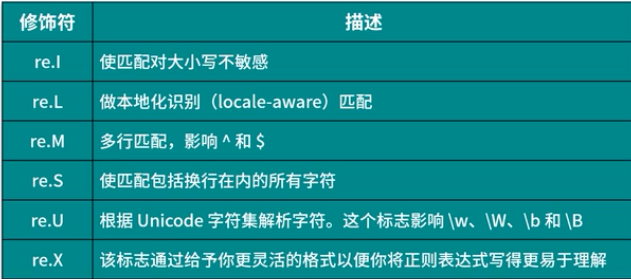 修饰符 描述
re.I 使匹配对大小写不敏感
re.L 做本地化识别（locale-aware）匹配
re.M 多行匹配，影响 ^ 和 $
re.S 使匹配包括换行在内的所有字符
re.U 根据 Unicode 字符集解析字符。这个标志影响 \w、\W、\b 和 \B
re.X 该标志通过给予你更灵活的格式以便你将正则表达式写得更易于理解